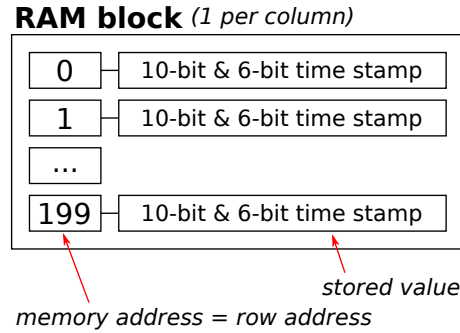 RAM block (1 per column)
0 10-bit & 6-bit time stamp
1 10-bit & 6-bit time stamp
...
199 10-bit & 6-bit time stamp
stored value
memory address = row address